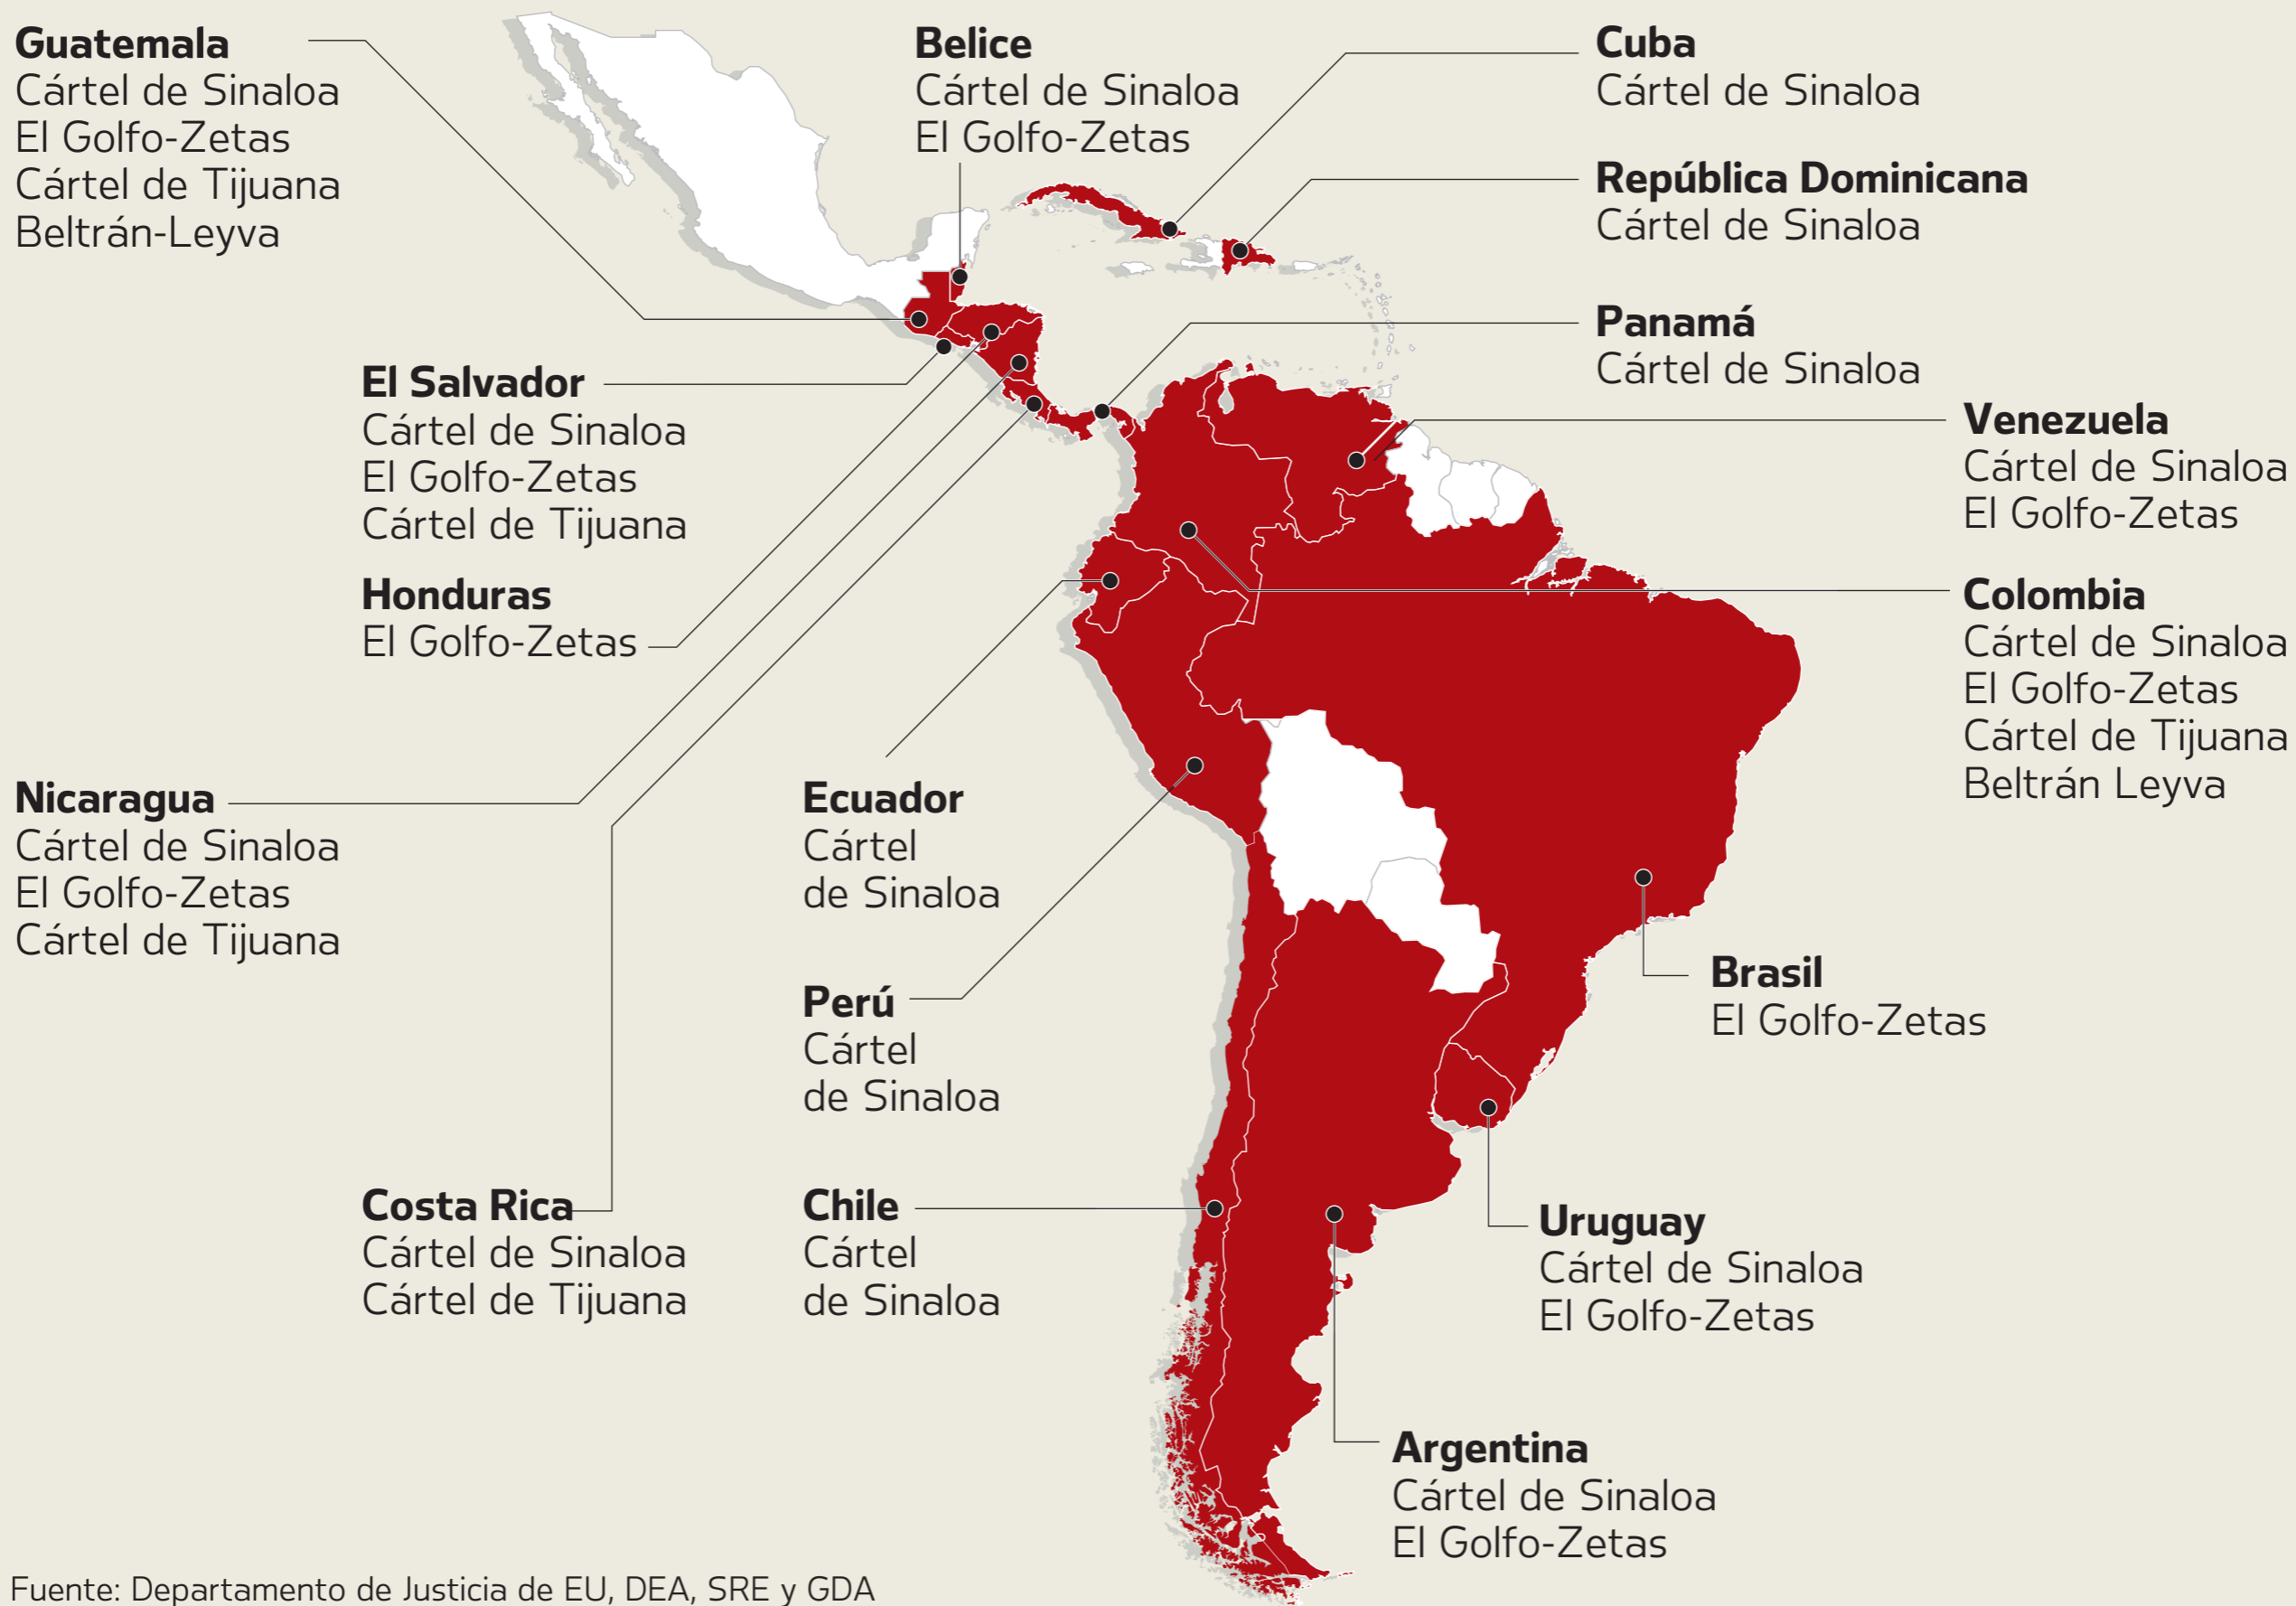 Guatemala
Cártel de Sinaloa
El Golfo-Zetas
Cártel de Tijuana
Beltrán-Leyva
Belice
Cártel de Sinaloa
El Golfo-Zetas
Cuba
Cártel de Sinaloa
República Dominicana
Cártel de Sinaloa
Panamá
Cártel de Sinaloa
El Salvador
Cártel de Sinaloa
El Golfo-Zetas
Cártel de Tijuana
Venezuela
Cártel de Sinaloa
El Golfo-Zetas
Honduras
El Golfo-Zetas
Colombia
Cártel de Sinaloa
El Golfo-Zetas
Cártel de Tijuana
Beltrán Leyva
Nicaragua
Cártel de Sinaloa
El Golfo-Zetas
Cártel de Tijuana
Ecuador
Cártel
de Sinaloa
Perú
Cártel
de Sinaloa
Brasil
El Golfo-Zetas
Costa Rica
Cártel de Sinaloa
Cártel de Tijuana
Chile
Cártel
de Sinaloa
Uruguay
Cártel de Sinaloa
El Golfo-Zetas
Argentina
Cártel de Sinaloa
El Golfo-Zetas
Fuente: Departamento de Justicia de EU, DEA, SRE y GDA